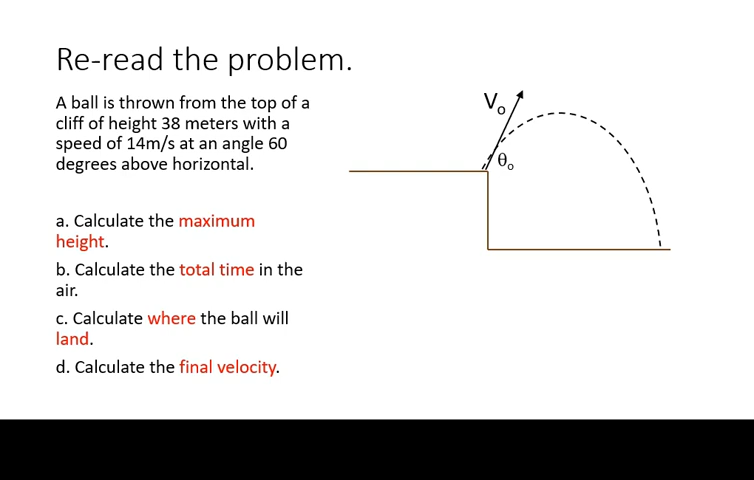 Re-read the problem.
A ball is thrown from the top of a
cliff of height 38 meters with a
speed of 14m/s at an angle 60
degrees above horizontal.
a. Calculate the maximum
height.
b. Calculate the total time in the
air.
c. Calculate where the ball will
land.
d. Calculate the final velocity.
Vo
θo